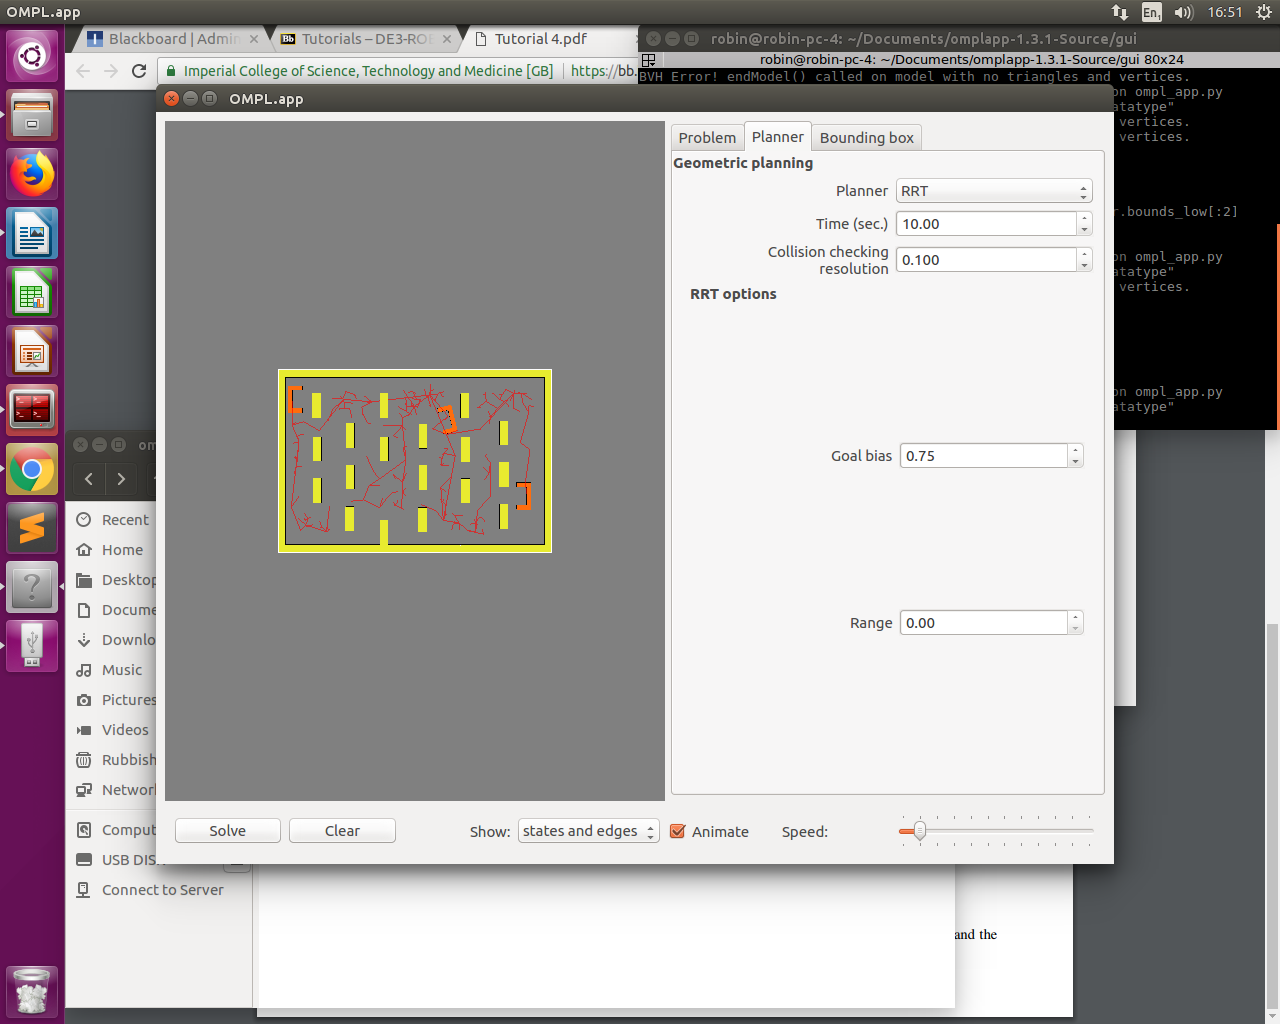 OMPL.app
En1
16:51
Blackboard | Admin
Tutorials – DE3-ROB
Tutorial 4.pdf
Imperial College of Science, Technology and Medicine [GB]
https://bb.
robin@robin-pc-4: ~/Documents/omplapp-1.3.1-Source/gui
robin@robin-pc-4: ~/Documents/omplapp-1.3.1-Source/gui 80x24
BVH Error! endModel() called on model with no triangles and vertices.
on ompl_app.py
atatype"
vertices.
vertices.
r.bounds_low[:2]
on ompl_app.py
atatype"
vertices.
on ompl_app.py
atatype"
OMPL.app
Problem
Planner
Bounding box
Geometric planning
Planner
RRT
Time (sec.)
10.00
Collision checking
resolution
0.100
RRT options
Goal bias
0.75
Range
0.00
Solve
Clear
Show:
states and edges
Animate
Speed:
om
Recent
Home
Desktop
Docume
Downlo
Music
Pictures
Videos
Rubbish
Network
Comput
USB DIS
Connect to Server
and the